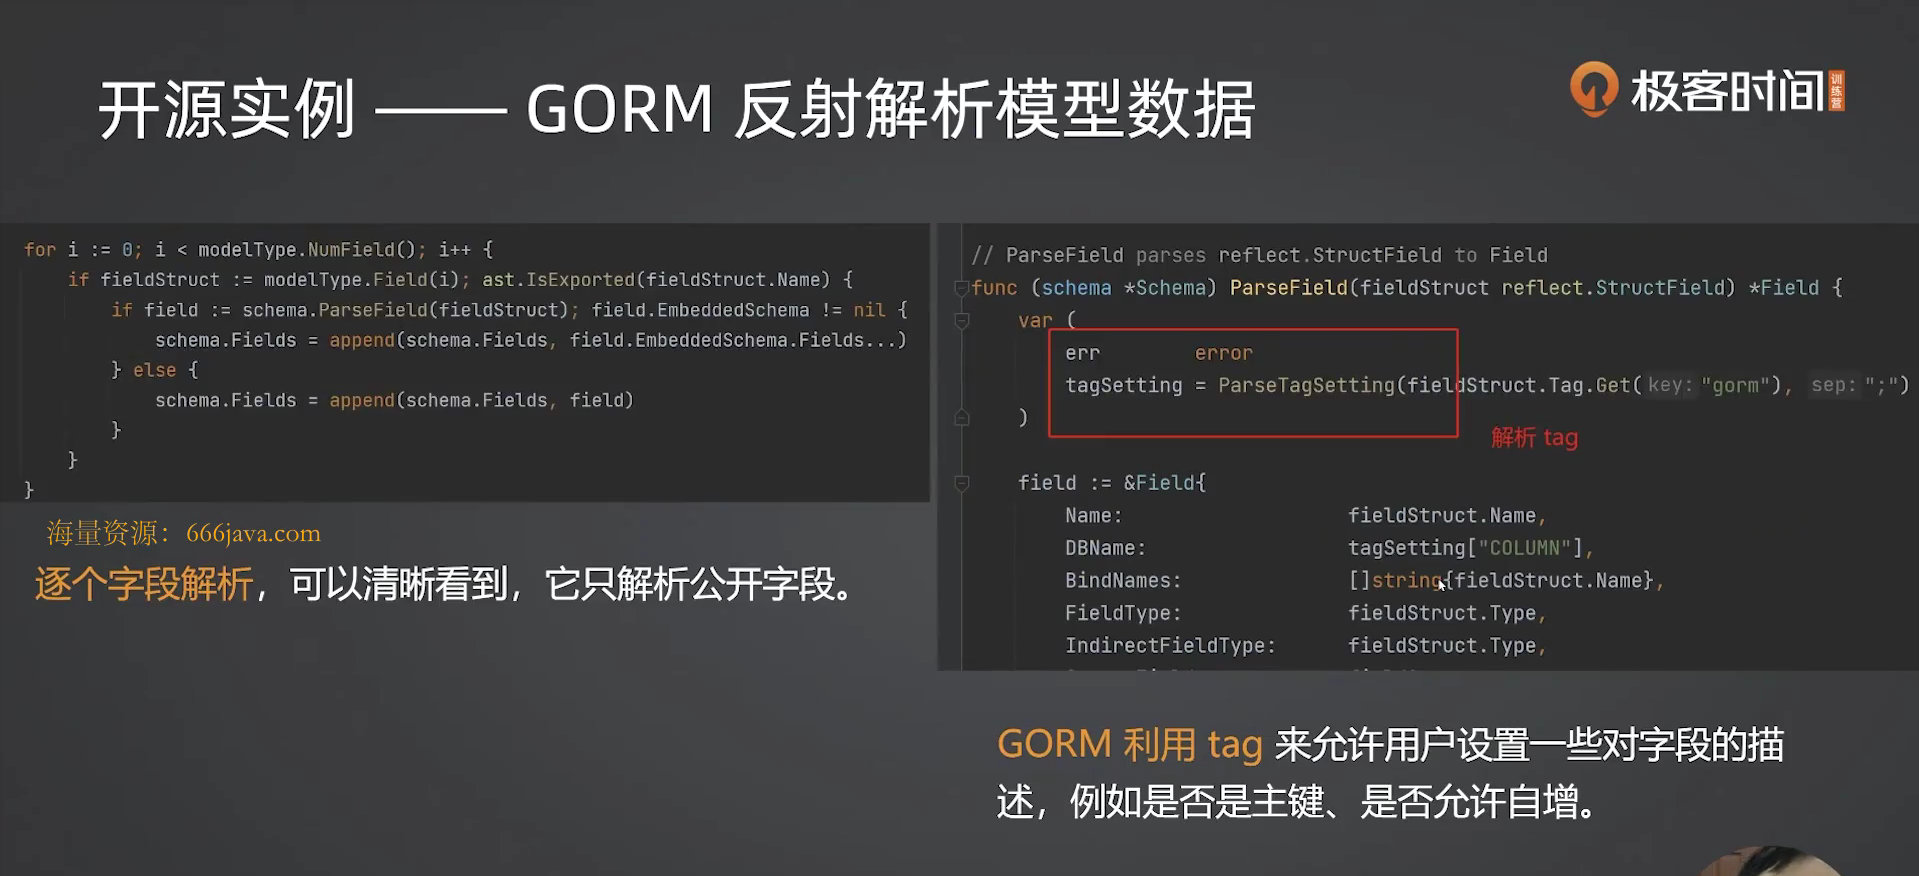 开源实例 —— GORM 反射解析模型数据
极客时间 训练营
for i := 0; i < modelType.NumField(); i++ {
if fieldStruct := modelType.Field(i); ast.IsExported(fieldStruct.Name) {
if field := schema.ParseField(fieldStruct); field.EmbeddedSchema != nil {
schema.Fields = append(schema.Fields, field.EmbeddedSchema.Fields...)
} else {
schema.Fields = append(schema.Fields, field)
}
}
}
海量资源：666java.com
逐个字段解析，可以清晰看到，它只解析公开字段。
// ParseField parses reflect.StructField to Field
func (schema *Schema) ParseField(fieldStruct reflect.StructField) *Field {
var (
err error
tagSetting = ParseTagSetting(fieldStruct.Tag.Get( key: "gorm"), sep: ";")
)
解析 tag
field := &Field{
Name: fieldStruct.Name,
DBName: tagSetting["COLUMN"],
BindNames: []string{fieldStruct.Name},
FieldType: fieldStruct.Type,
IndirectFieldType: fieldStruct.Type,
GORM 利用 tag 来允许用户设置一些对字段的描
述，例如是否是主键、是否允许自增。